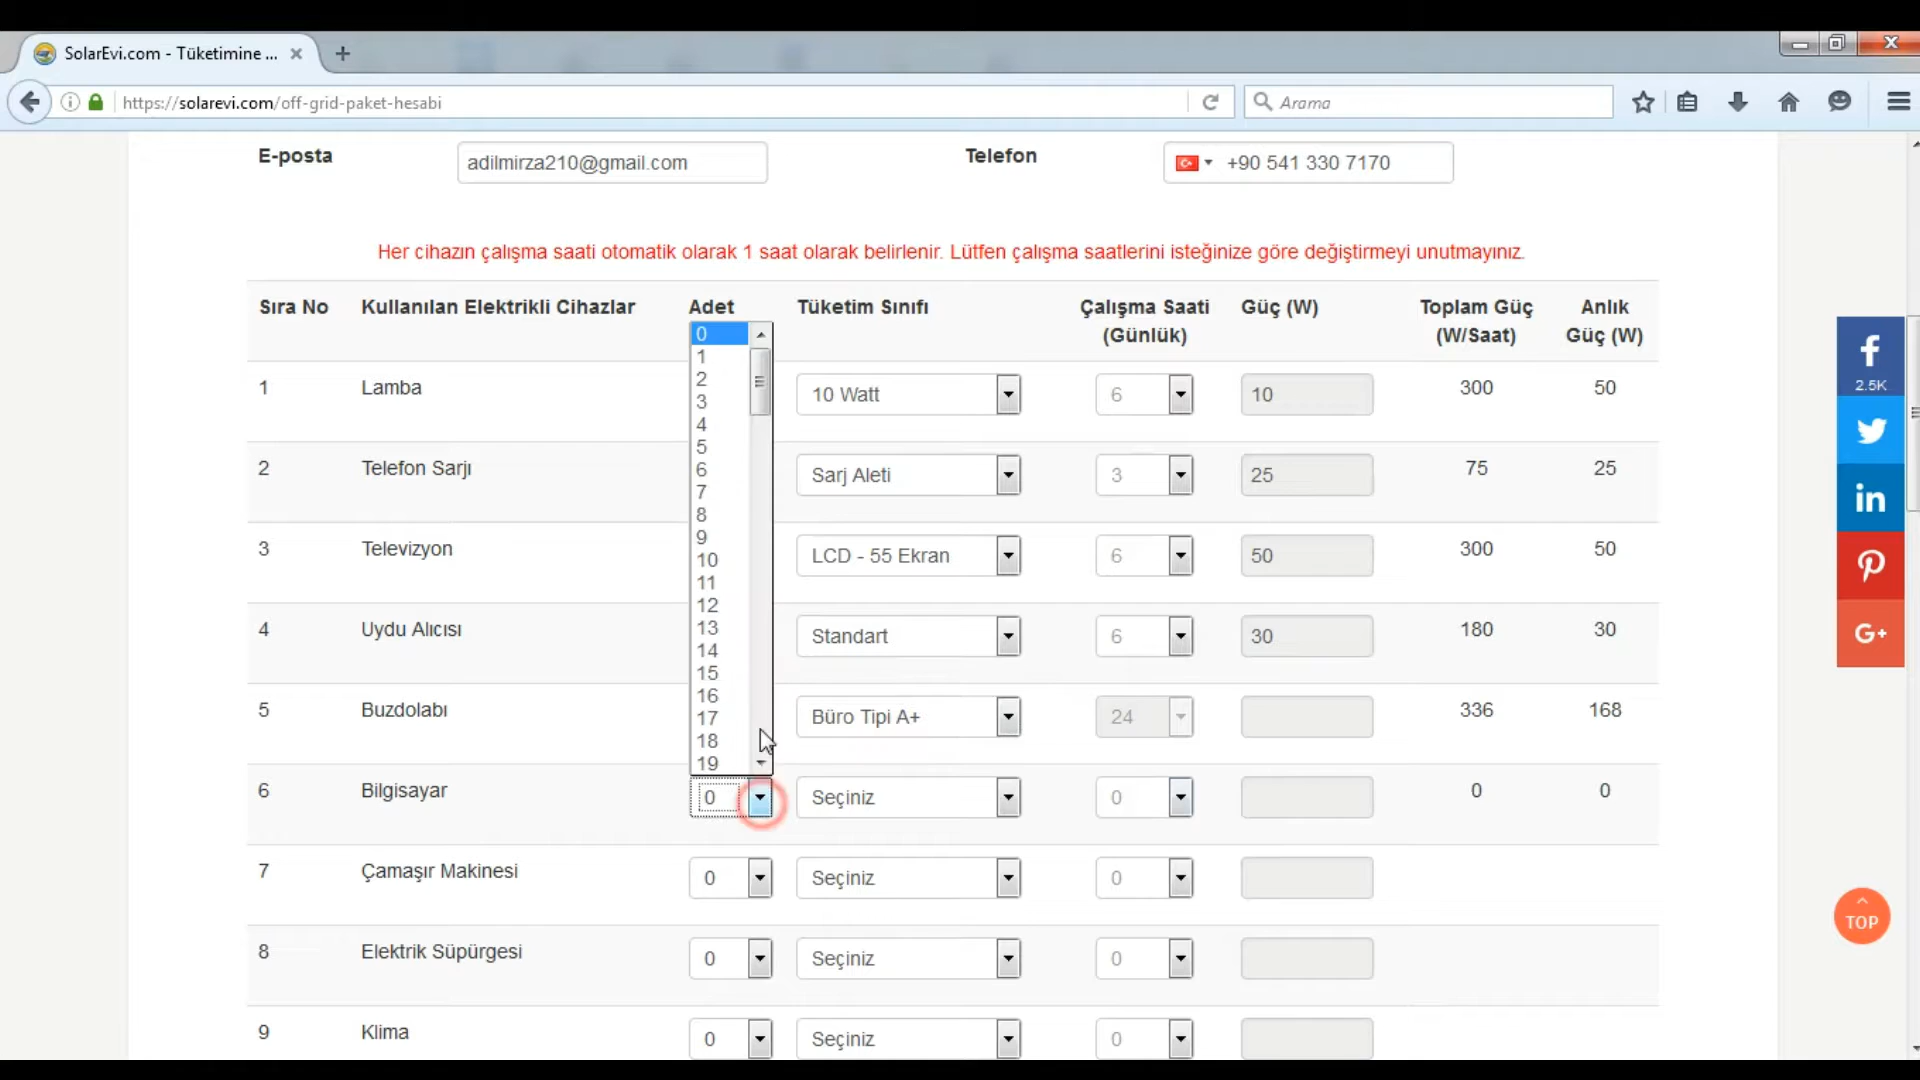 SolarEvi.com - Tüketimine ...
https://solarevi.com/off-grid-paket-hesabi
Arama
E-posta
adilmirza210@gmail.com
Telefon
+90 541 330 7170
Her cihazın çalışma saati otomatik olarak 1 saat olarak belirlenir. Lütfen çalışma saatlerini isteğinize göre değiştirmeyi unutmayınız.
Sıra No Kullanılan Elektrikli Cihazlar Adet Tüketim Sınıfı Çalışma Saati (Günlük) Güç (W) Toplam Güç (W/Saat) Anlık Güç (W)
0
1
2
3
4
5
6
7
8
9
10
11
12
13
14
15
16
17
18
19
1 Lamba 10 Watt 6 10 300 50
2 Telefon Sarjı Sarj Aleti 3 25 75 25
3 Televizyon LCD - 55 Ekran 6 50 300 50
4 Uydu Alıcısı Standart 6 30 180 30
5 Buzdolabı Büro Tipi A+ 24 336 168
6 Bilgisayar 0 Seçiniz 0 0 0
7 Çamaşır Makinesi 0 Seçiniz 0
8 Elektrik Süpürgesi 0 Seçiniz 0
9 Klima 0 Seçiniz 0
2.5K
in
G+
TOP